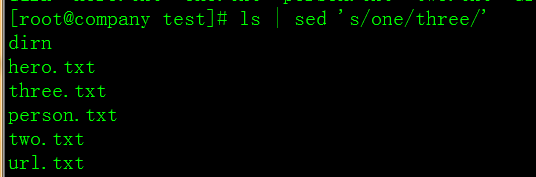 [root@company test]# ls | sed 's/one/three/'
dirn
hero.txt
three.txt
person.txt
two.txt
url.txt